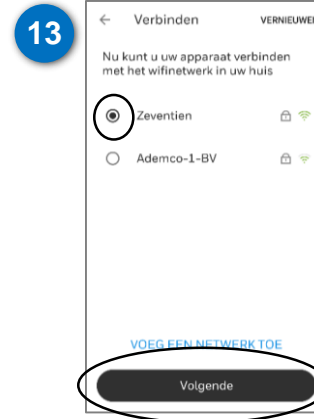 13
Verbinden VERNIEUWEN
Nu kunt u uw apparaat verbinden
met het wifinetwerk in uw huis
Zeventien
Ademco-1-BV
VOEG EEN NETWERK TOE
Volgende